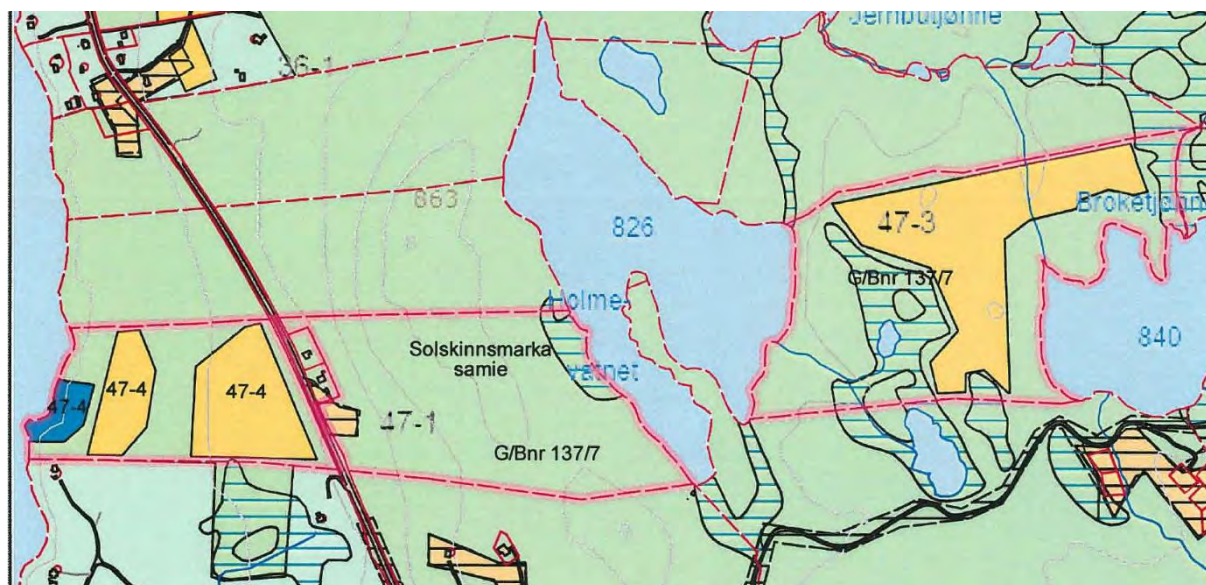 Jernbutjønne
36-1
863
826
47-3
Broketjønn
G/Bnr 137/7
Holme-
vatnet
840
Solskinnsmarka
samie
47-4
47-4
47-4
47-1
G/Bnr 137/7